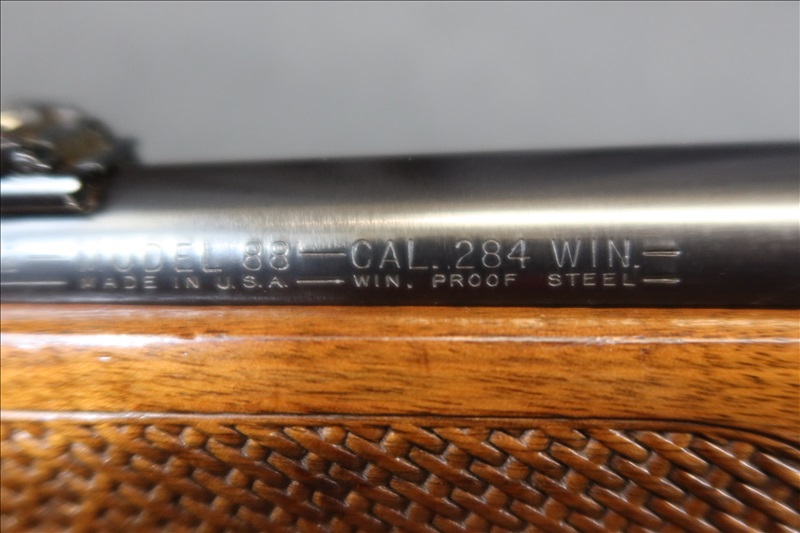 MODEL 88—CAL. 284 WIN.—
MADE IN U.S.A.—WIN. PROOF STEEL—